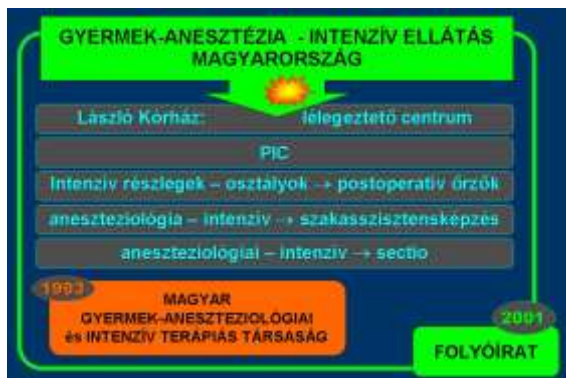 GYERMEK-ANESZTÉZIA - INTENZÍV ELLÁTÁS
MAGYARORSZÁG
László Kórház: lélegeztető centrum
PIC
Intenzív részlegek – osztályok → postoperatív őrzők
aneszteziológia – intenzív → szakasszisztensképzés
aneszteziológiai – intenzív → sectio
1993
MAGYAR
GYERMEK-ANESZTEZIOLÓGIAI
és INTENZÍV TERÁPIÁS TÁRSASÁG
2001
FOLYÓIRAT